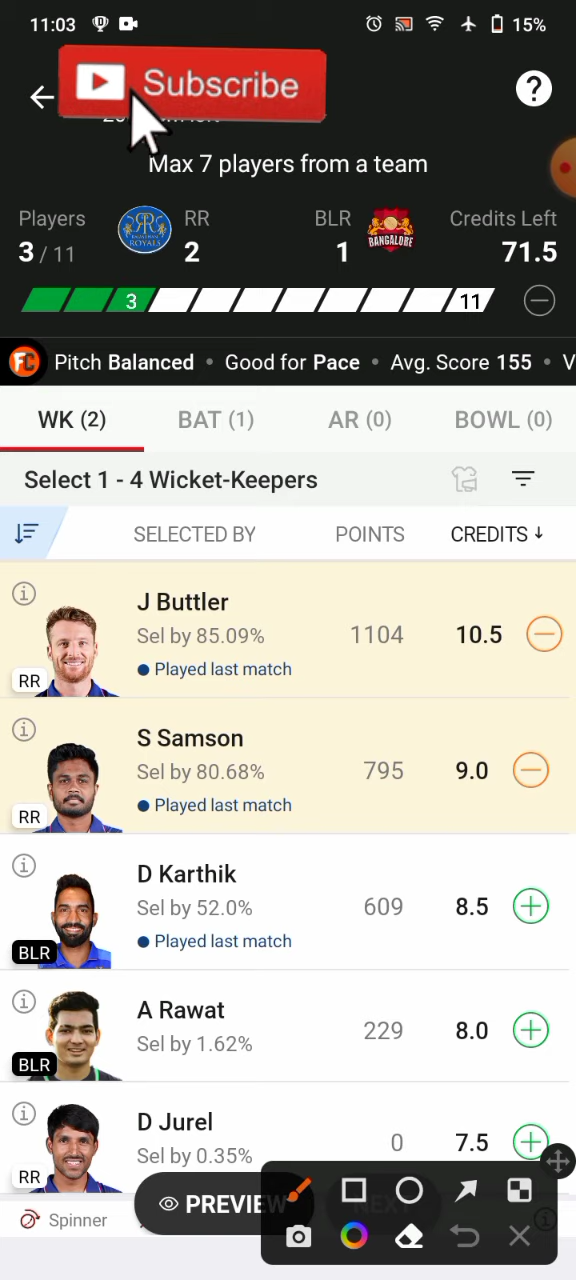 11:03
15%
Subscribe
?
Max 7 players from a team
Players RR BLR Credits Left
3 / 11 2 1 71.5
RR
ROYALS
BANGALORE
3 11
FC Pitch Balanced • Good for Pace • Avg. Score 155 • V
WK (2) BAT (1) AR (0) BOWL (0)
Select 1 - 4 Wicket-Keepers
SELECTED BY POINTS CREDITS ↓
J Buttler
Sel by 85.09% 1104 10.5
Played last match
RR
S Samson
Sel by 80.68% 795 9.0
Played last match
RR
D Karthik
Sel by 52.0% 609 8.5
Played last match
BLR
A Rawat
Sel by 1.62% 229 8.0
BLR
D Jurel
Sel by 0.35% 0 7.5
RR
PREVIEW NEXT
Spinner